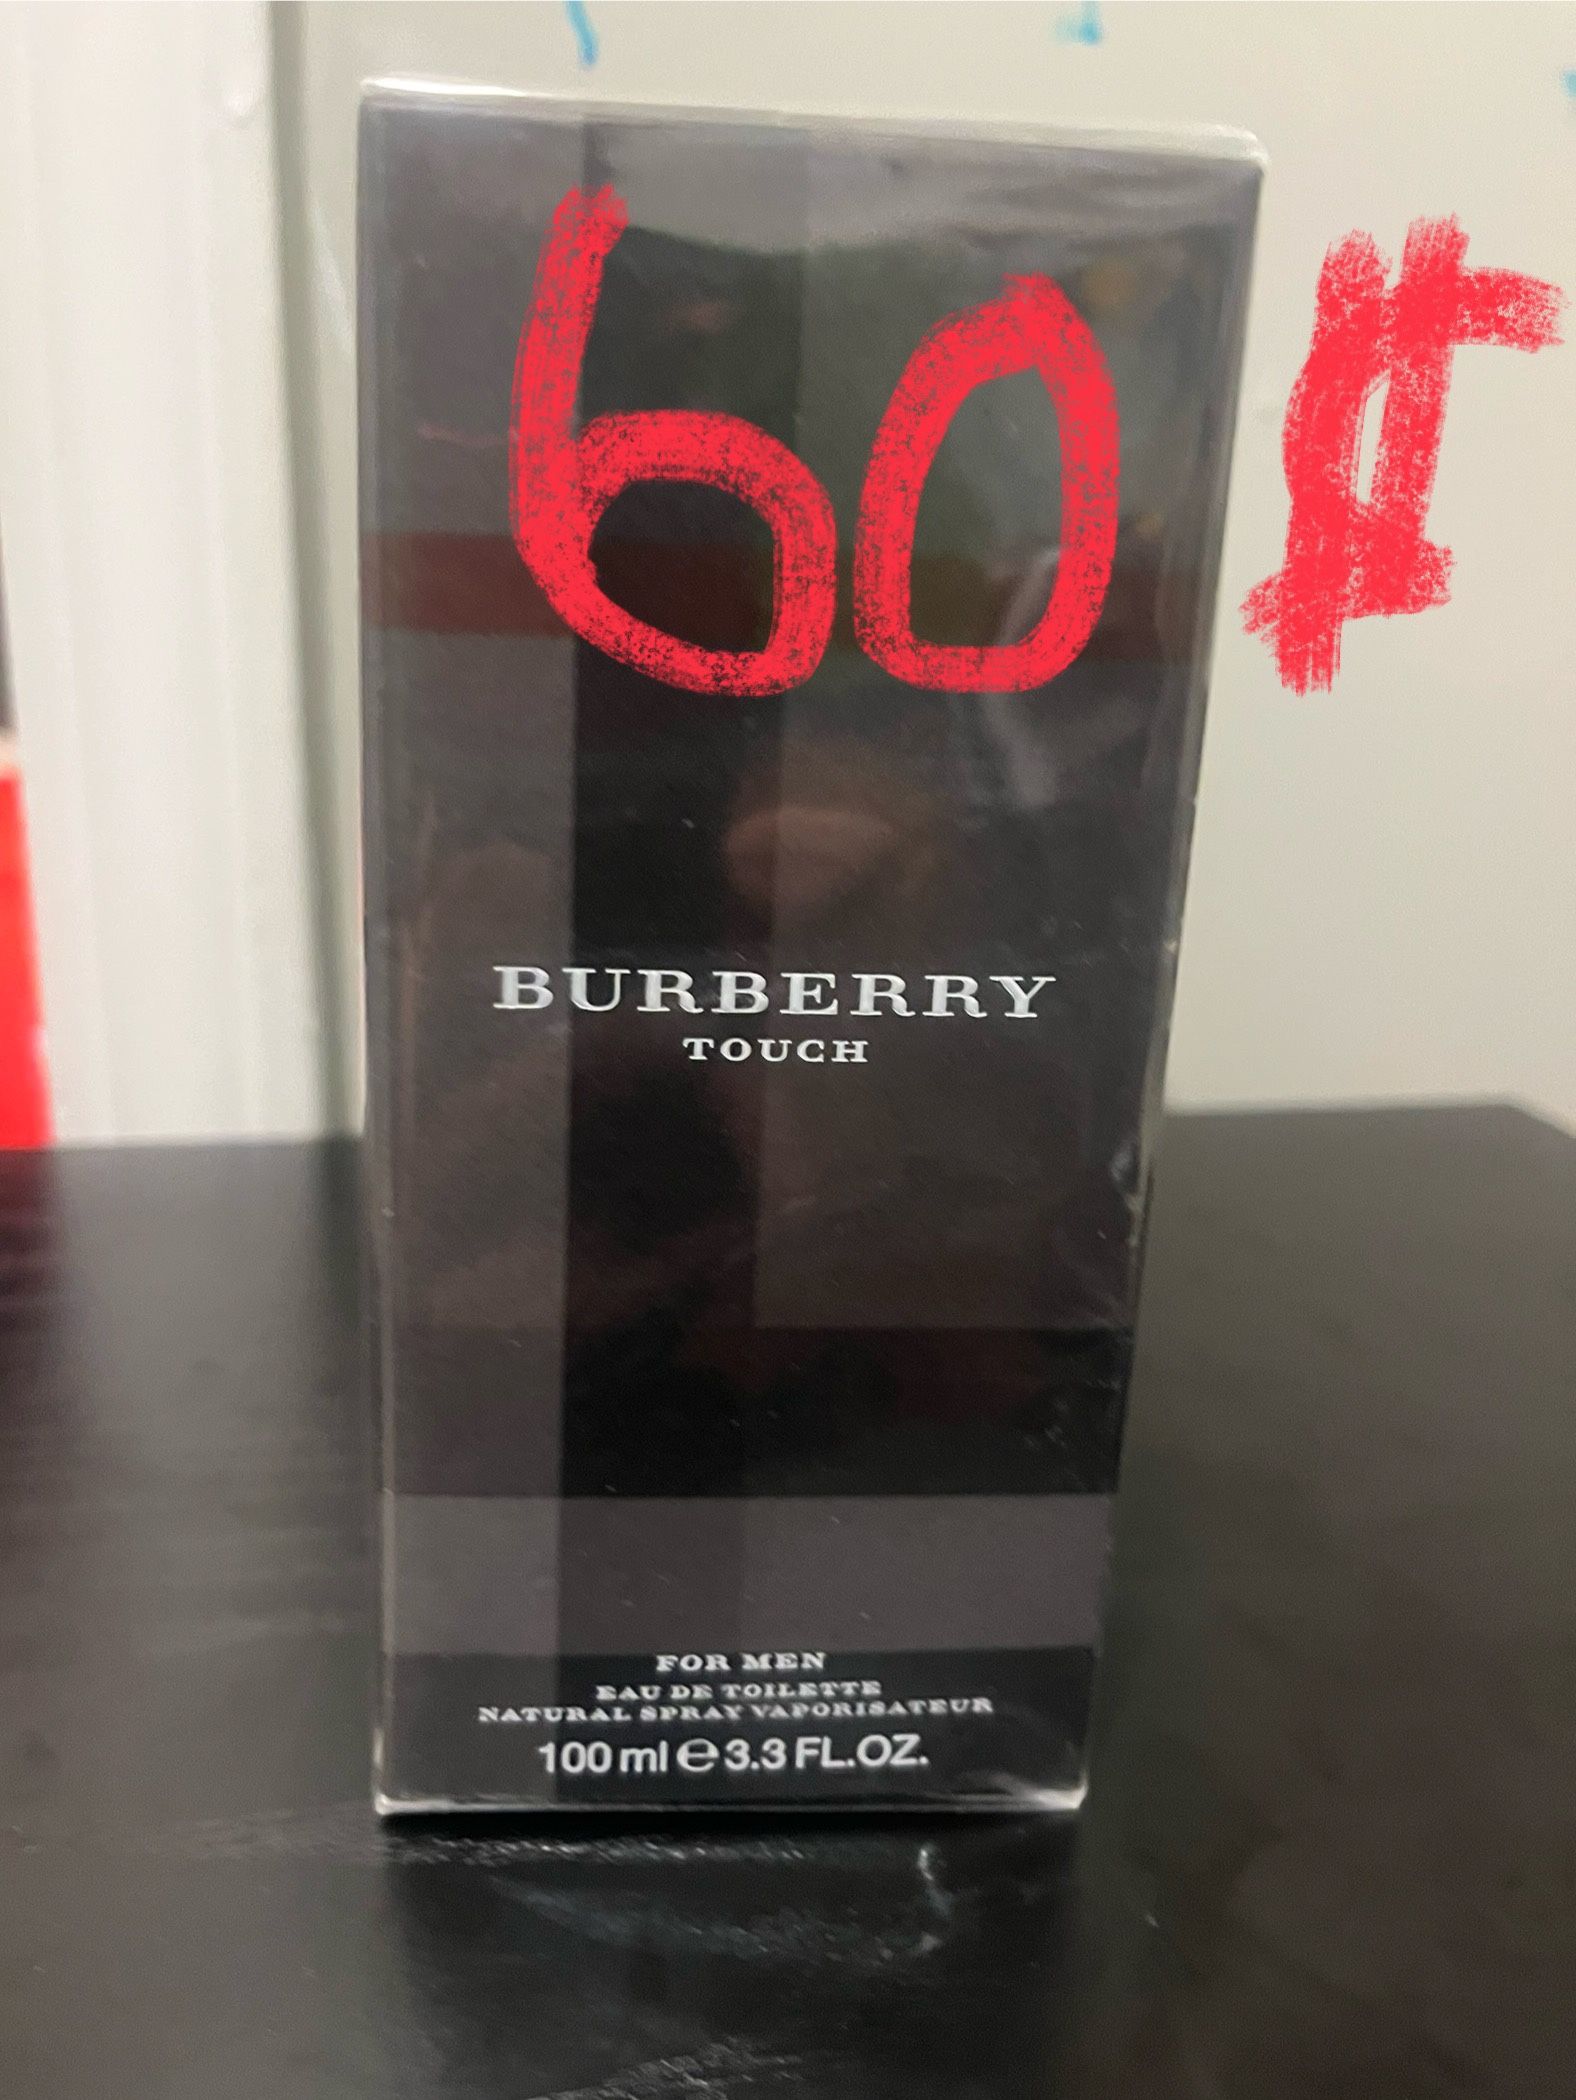 60 ₵
BURBERRY
TOUCH
FOR MEN
EAU DE TOILETTE
NATURAL SPRAY VAPORISATEUR
100 ml ℮ 3.3 FL.OZ.